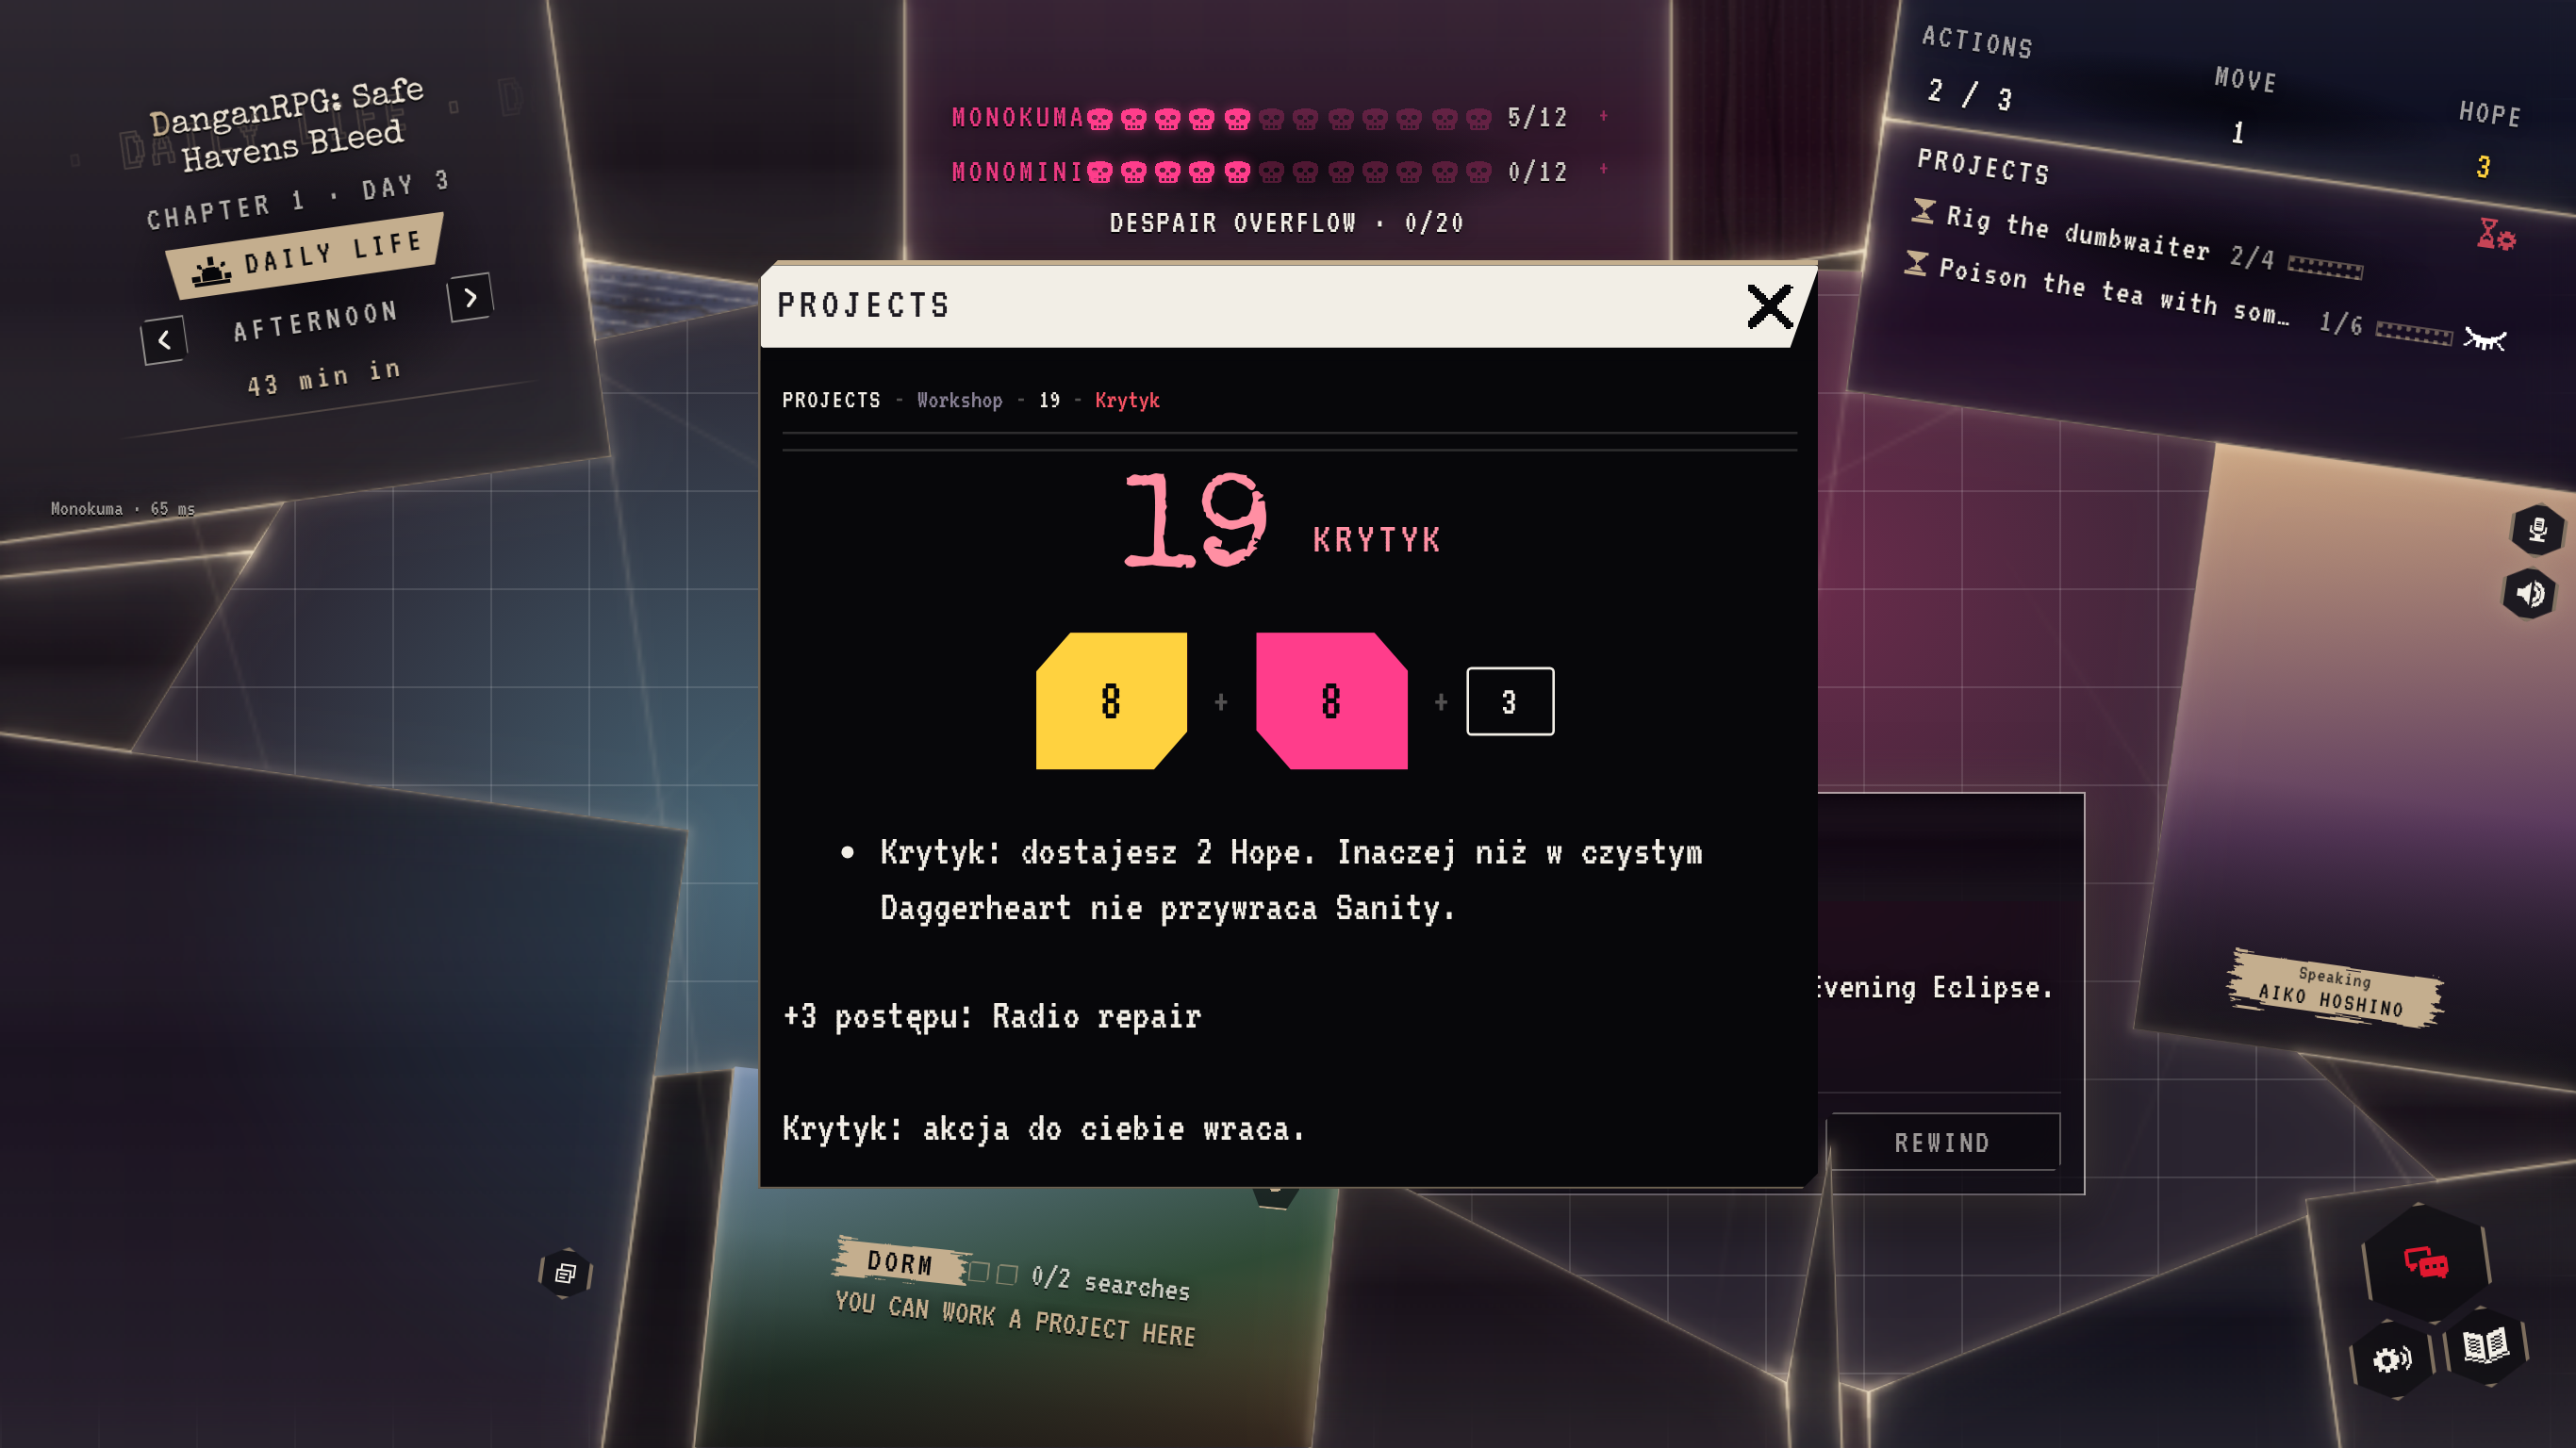 DanganRPG: Safe
Havens Bleed
CHAPTER 1 · DAY 3
DAILY LIFE
AFTERNOON
43 min in
Monokuma · 65 ms
MONOKUMA 5/12 +
MONOMINI 0/12 +
DESPAIR OVERFLOW · 0/20
ACTIONS
2 / 3
MOVE
1
HOPE
3
PROJECTS
Rig the dumbwaiter 2/4
Poison the tea with som… 1/6
PROJECTS
PROJECTS - Workshop - 19 - Krytyk
19 KRYTYK
8 + 8 + 3
• Krytyk: dostajesz 2 Hope. Inaczej niż w czystym
Daggerheart nie przywraca Sanity.
+3 postępu: Radio repair
Krytyk: akcja do ciebie wraca.
Evening Eclipse.
REWIND
Speaking
AIKO HOSHINO
DORM 0/2 searches
YOU CAN WORK A PROJECT HERE